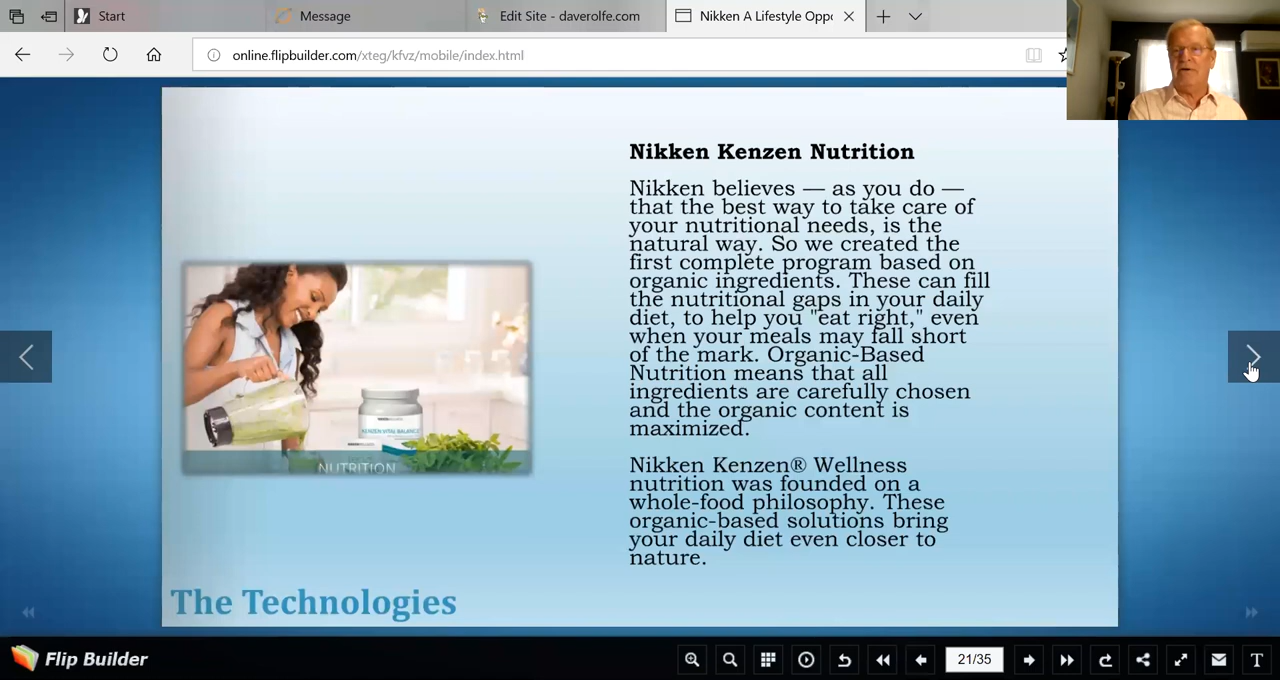 Start
Message
Edit Site - daverolfe.com
Nikken A Lifestyle Oppo
online.flipbuilder.com/xteg/kfvz/mobile/index.html
Nikken Kenzen Nutrition
Nikken believes — as you do —
that the best way to take care of
your nutritional needs, is the
natural way. So we created the
first complete program based on
organic ingredients. These can fill
the nutritional gaps in your daily
diet, to help you "eat right," even
when your meals may fall short
of the mark. Organic-Based
Nutrition means that all
ingredients are carefully chosen
and the organic content is
maximized.
Nikken Kenzen® Wellness
nutrition was founded on a
whole-food philosophy. These
organic-based solutions bring
your daily diet even closer to
nature.
KENZEN VITAL BALANCE
NUTRITION
The Technologies
Flip Builder
21/35
T